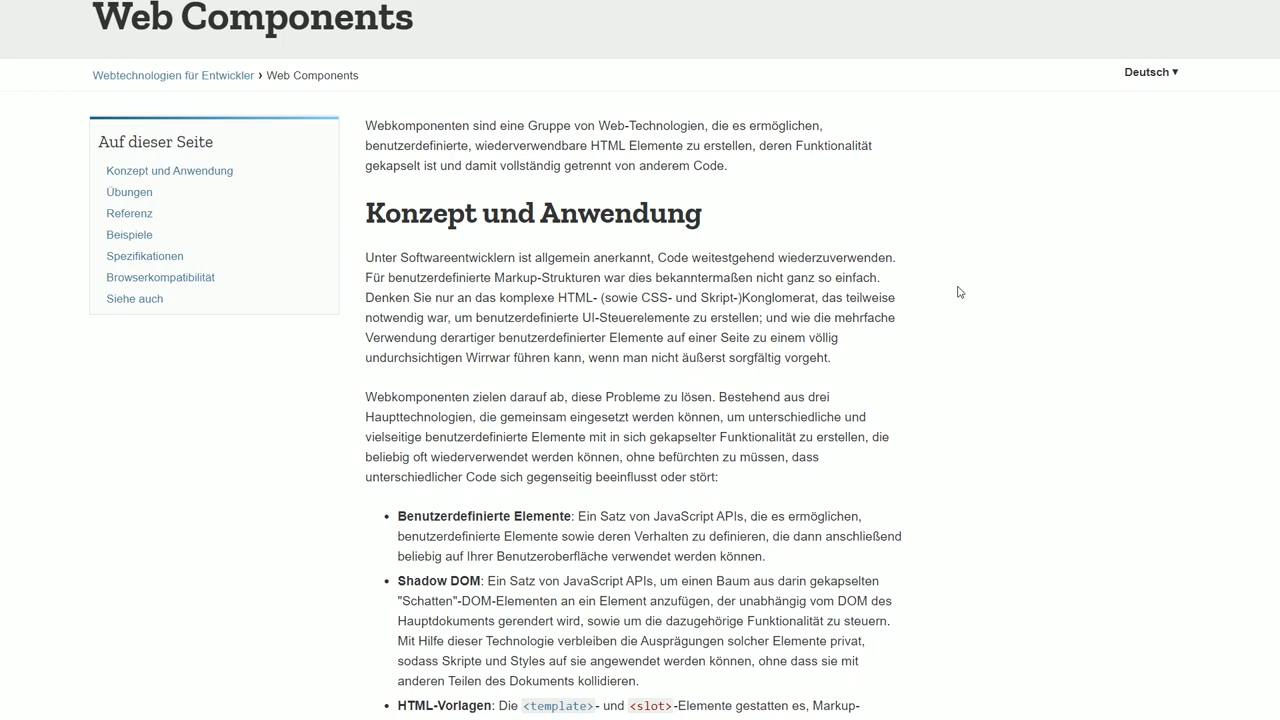 Web Components
Webtechnologien für Entwickler › Web Components
Deutsch ▾
Auf dieser Seite
Konzept und Anwendung
Übungen
Referenz
Beispiele
Spezifikationen
Browserkompatibilität
Siehe auch
Webkomponenten sind eine Gruppe von Web-Technologien, die es ermöglichen,
benutzerdefinierte, wiederverwendbare HTML Elemente zu erstellen, deren Funktionalität
gekapselt ist und damit vollständig getrennt von anderem Code.
Konzept und Anwendung
Unter Softwareentwicklern ist allgemein anerkannt, Code weitestgehend wiederzuverwenden.
Für benutzerdefinierte Markup-Strukturen war dies bekanntermaßen nicht ganz so einfach.
Denken Sie nur an das komplexe HTML- (sowie CSS- und Skript-)Konglomerat, das teilweise
notwendig war, um benutzerdefinierte UI-Steuerelemente zu erstellen; und wie die mehrfache
Verwendung derartiger benutzerdefinierter Elemente auf einer Seite zu einem völlig
undurchsichtigen Wirrwar führen kann, wenn man nicht äußerst sorgfältig vorgeht.
Webkomponenten zielen darauf ab, diese Probleme zu lösen. Bestehend aus drei
Haupttechnologien, die gemeinsam eingesetzt werden können, um unterschiedliche und
vielseitige benutzerdefinierte Elemente mit in sich gekapselter Funktionalität zu erstellen, die
beliebig oft wiederverwendet werden können, ohne befürchten zu müssen, dass
unterschiedlicher Code sich gegenseitig beeinflusst oder stört:
• Benutzerdefinierte Elemente: Ein Satz von JavaScript APIs, die es ermöglichen,
benutzerdefinierte Elemente sowie deren Verhalten zu definieren, die dann anschließend
beliebig auf Ihrer Benutzeroberfläche verwendet werden können.
• Shadow DOM: Ein Satz von JavaScript APIs, um einen Baum aus darin gekapselten
"Schatten"-DOM-Elementen an ein Element anzufügen, der unabhängig vom DOM des
Hauptdokuments gerendert wird, sowie um die dazugehörige Funktionalität zu steuern.
Mit Hilfe dieser Technologie verbleiben die Ausprägungen solcher Elemente privat,
sodass Skripte und Styles auf sie angewendet werden können, ohne dass sie mit
anderen Teilen des Dokuments kollidieren.
• HTML-Vorlagen: Die <template>- und <slot>-Elemente gestatten es, Markup-